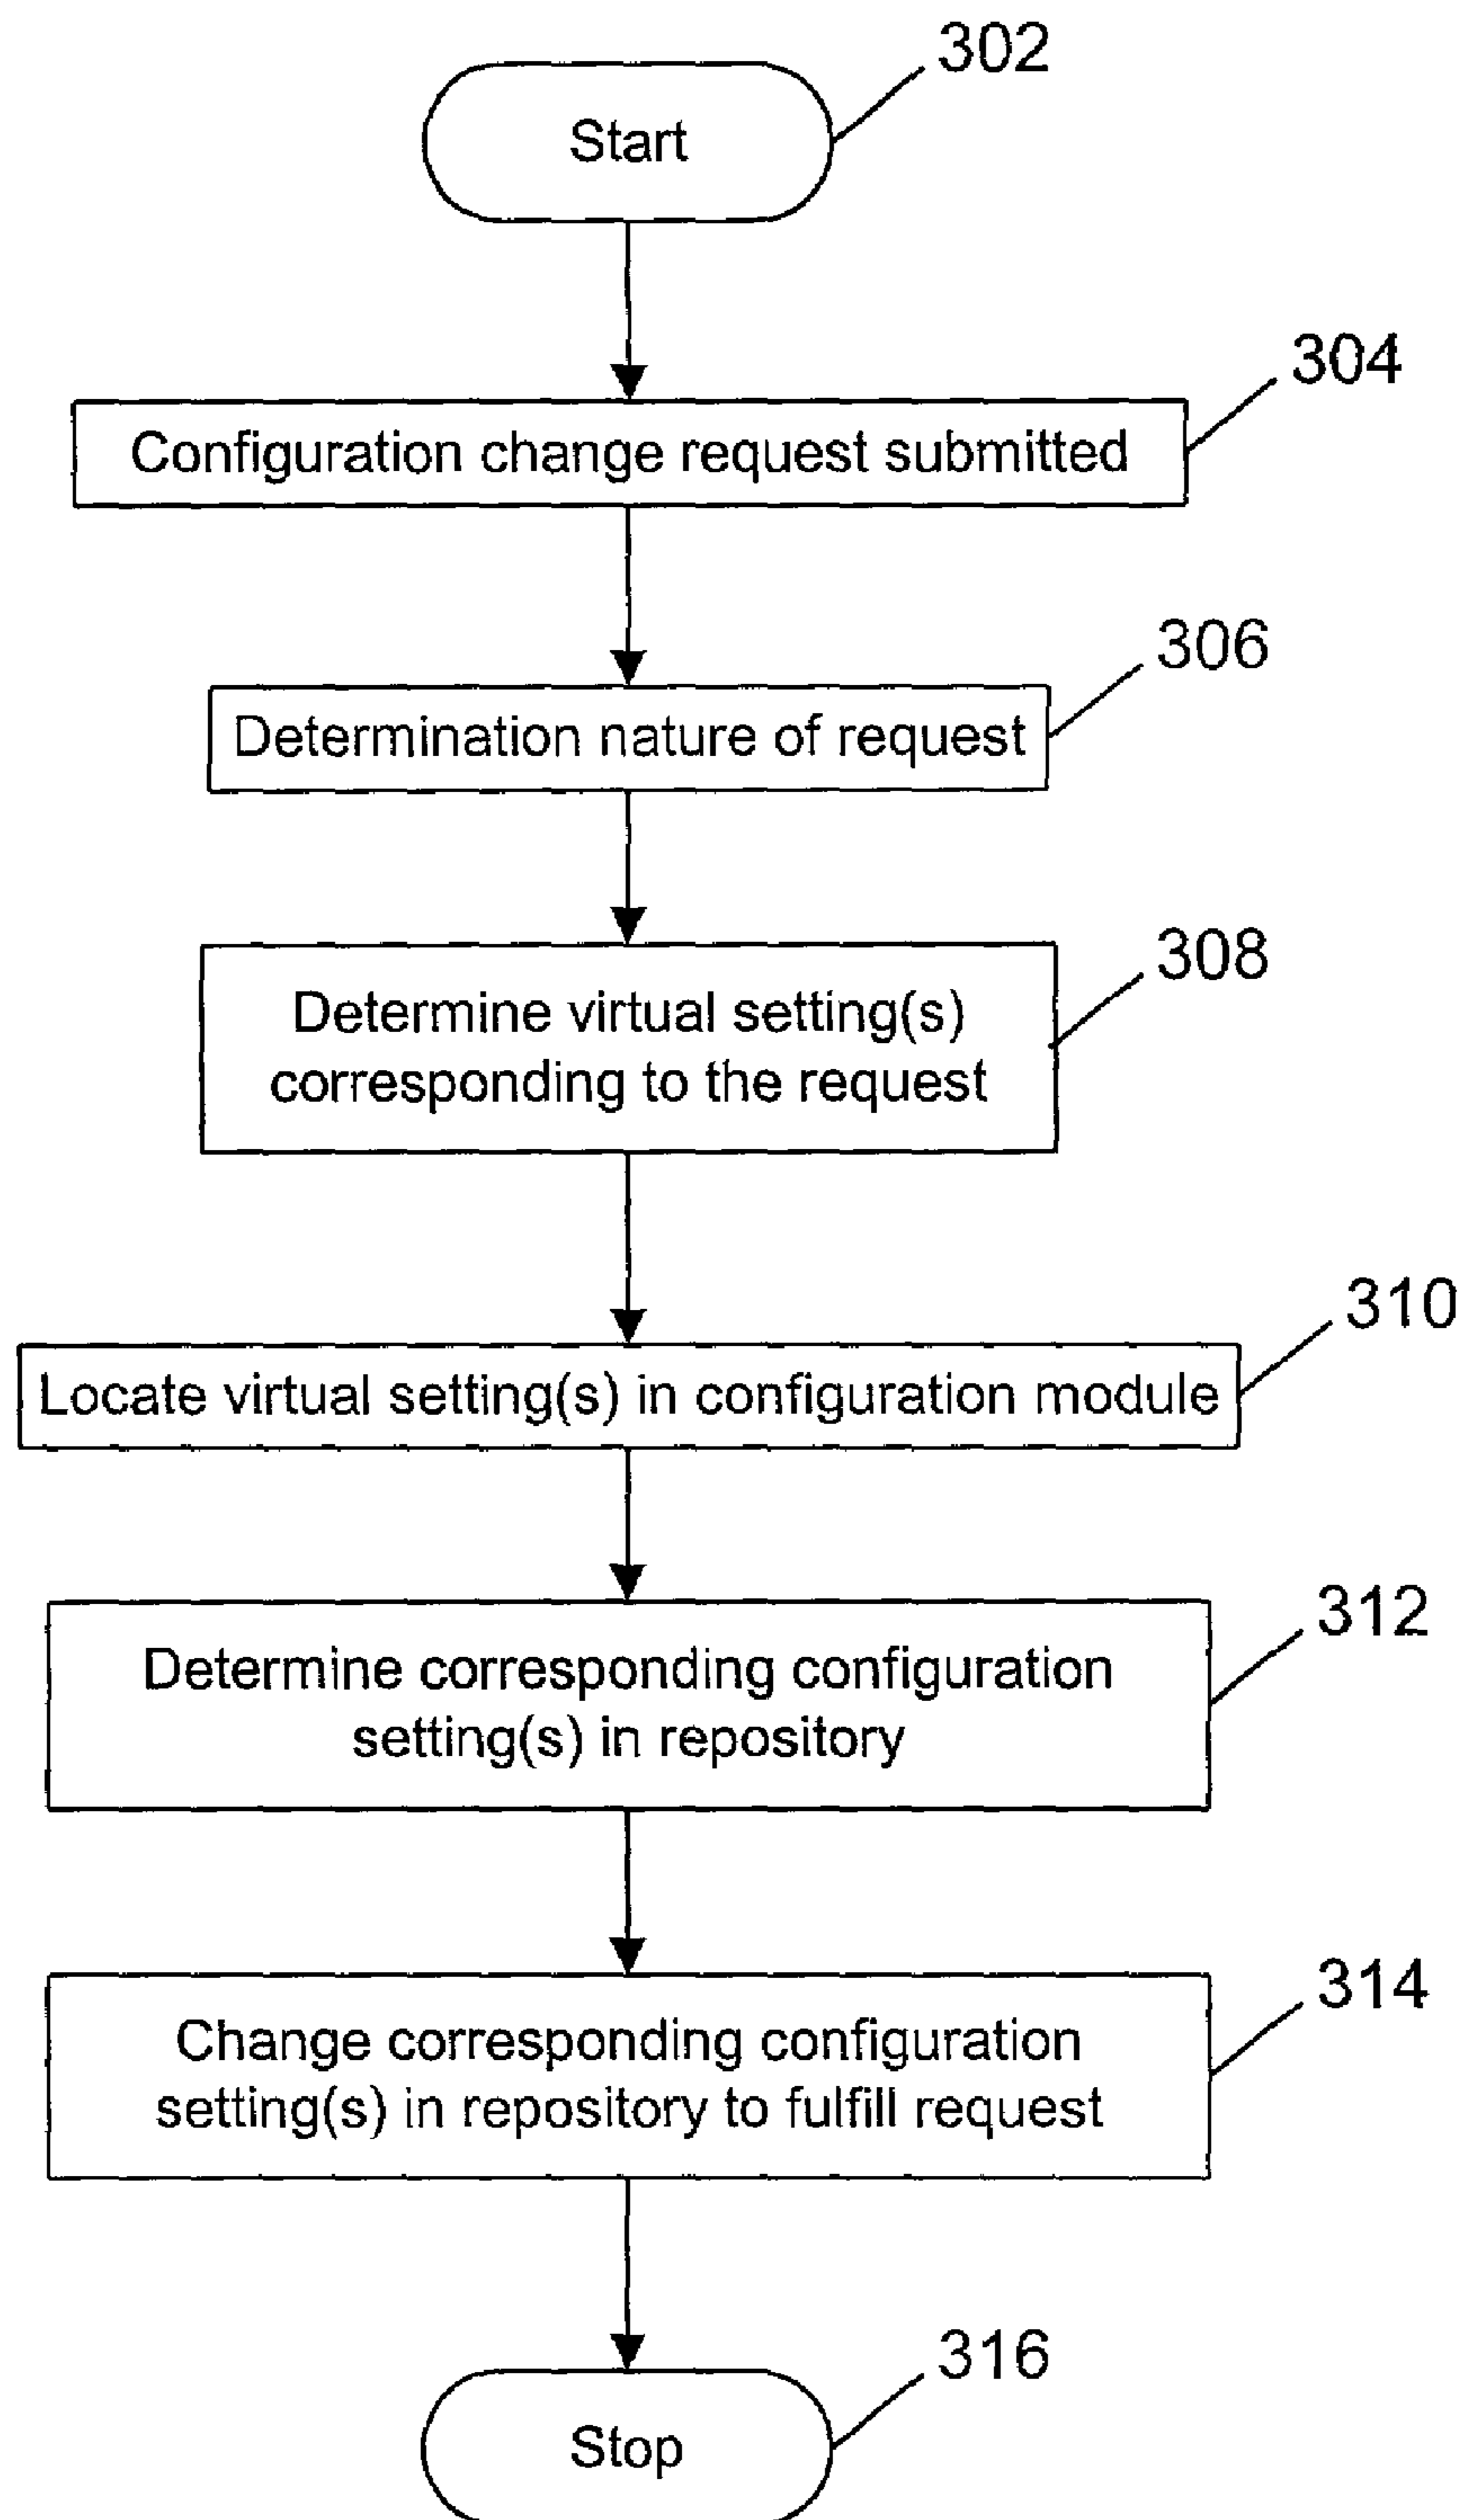 302
Start
304
Configuration change request submitted
306
Determination nature of request
308
Determine virtual setting(s)
corresponding to the request
310
Locate virtual setting(s) in configuration module
312
Determine corresponding configuration
setting(s) in repository
314
Change corresponding configuration
setting(s) in repository to fulfill request
316
Stop